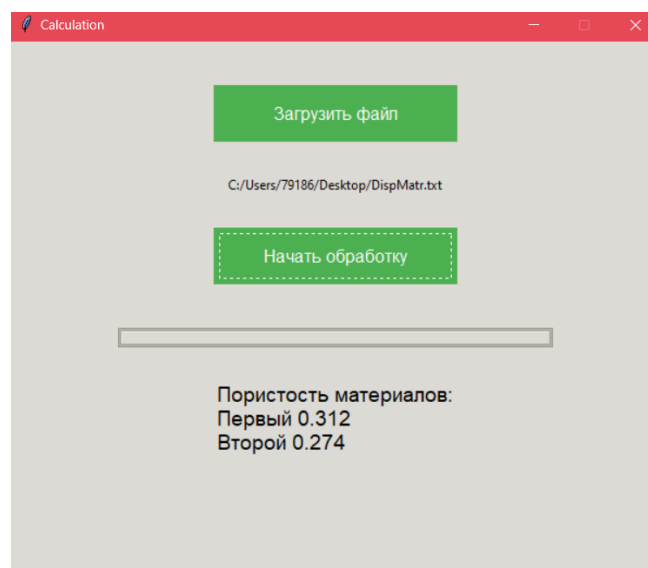 Calculation
Загрузить файл
C:/Users/79186/Desktop/DispMatr.txt
Начать обработку
Пористость материалов:
Первый 0.312
Второй 0.274